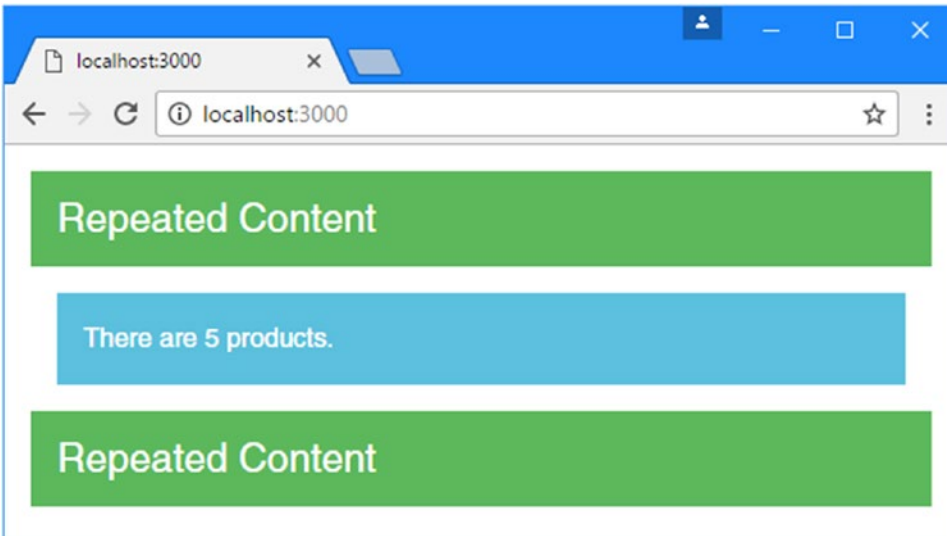 localhost:3000
localhost:3000
Repeated Content
There are 5 products.
Repeated Content